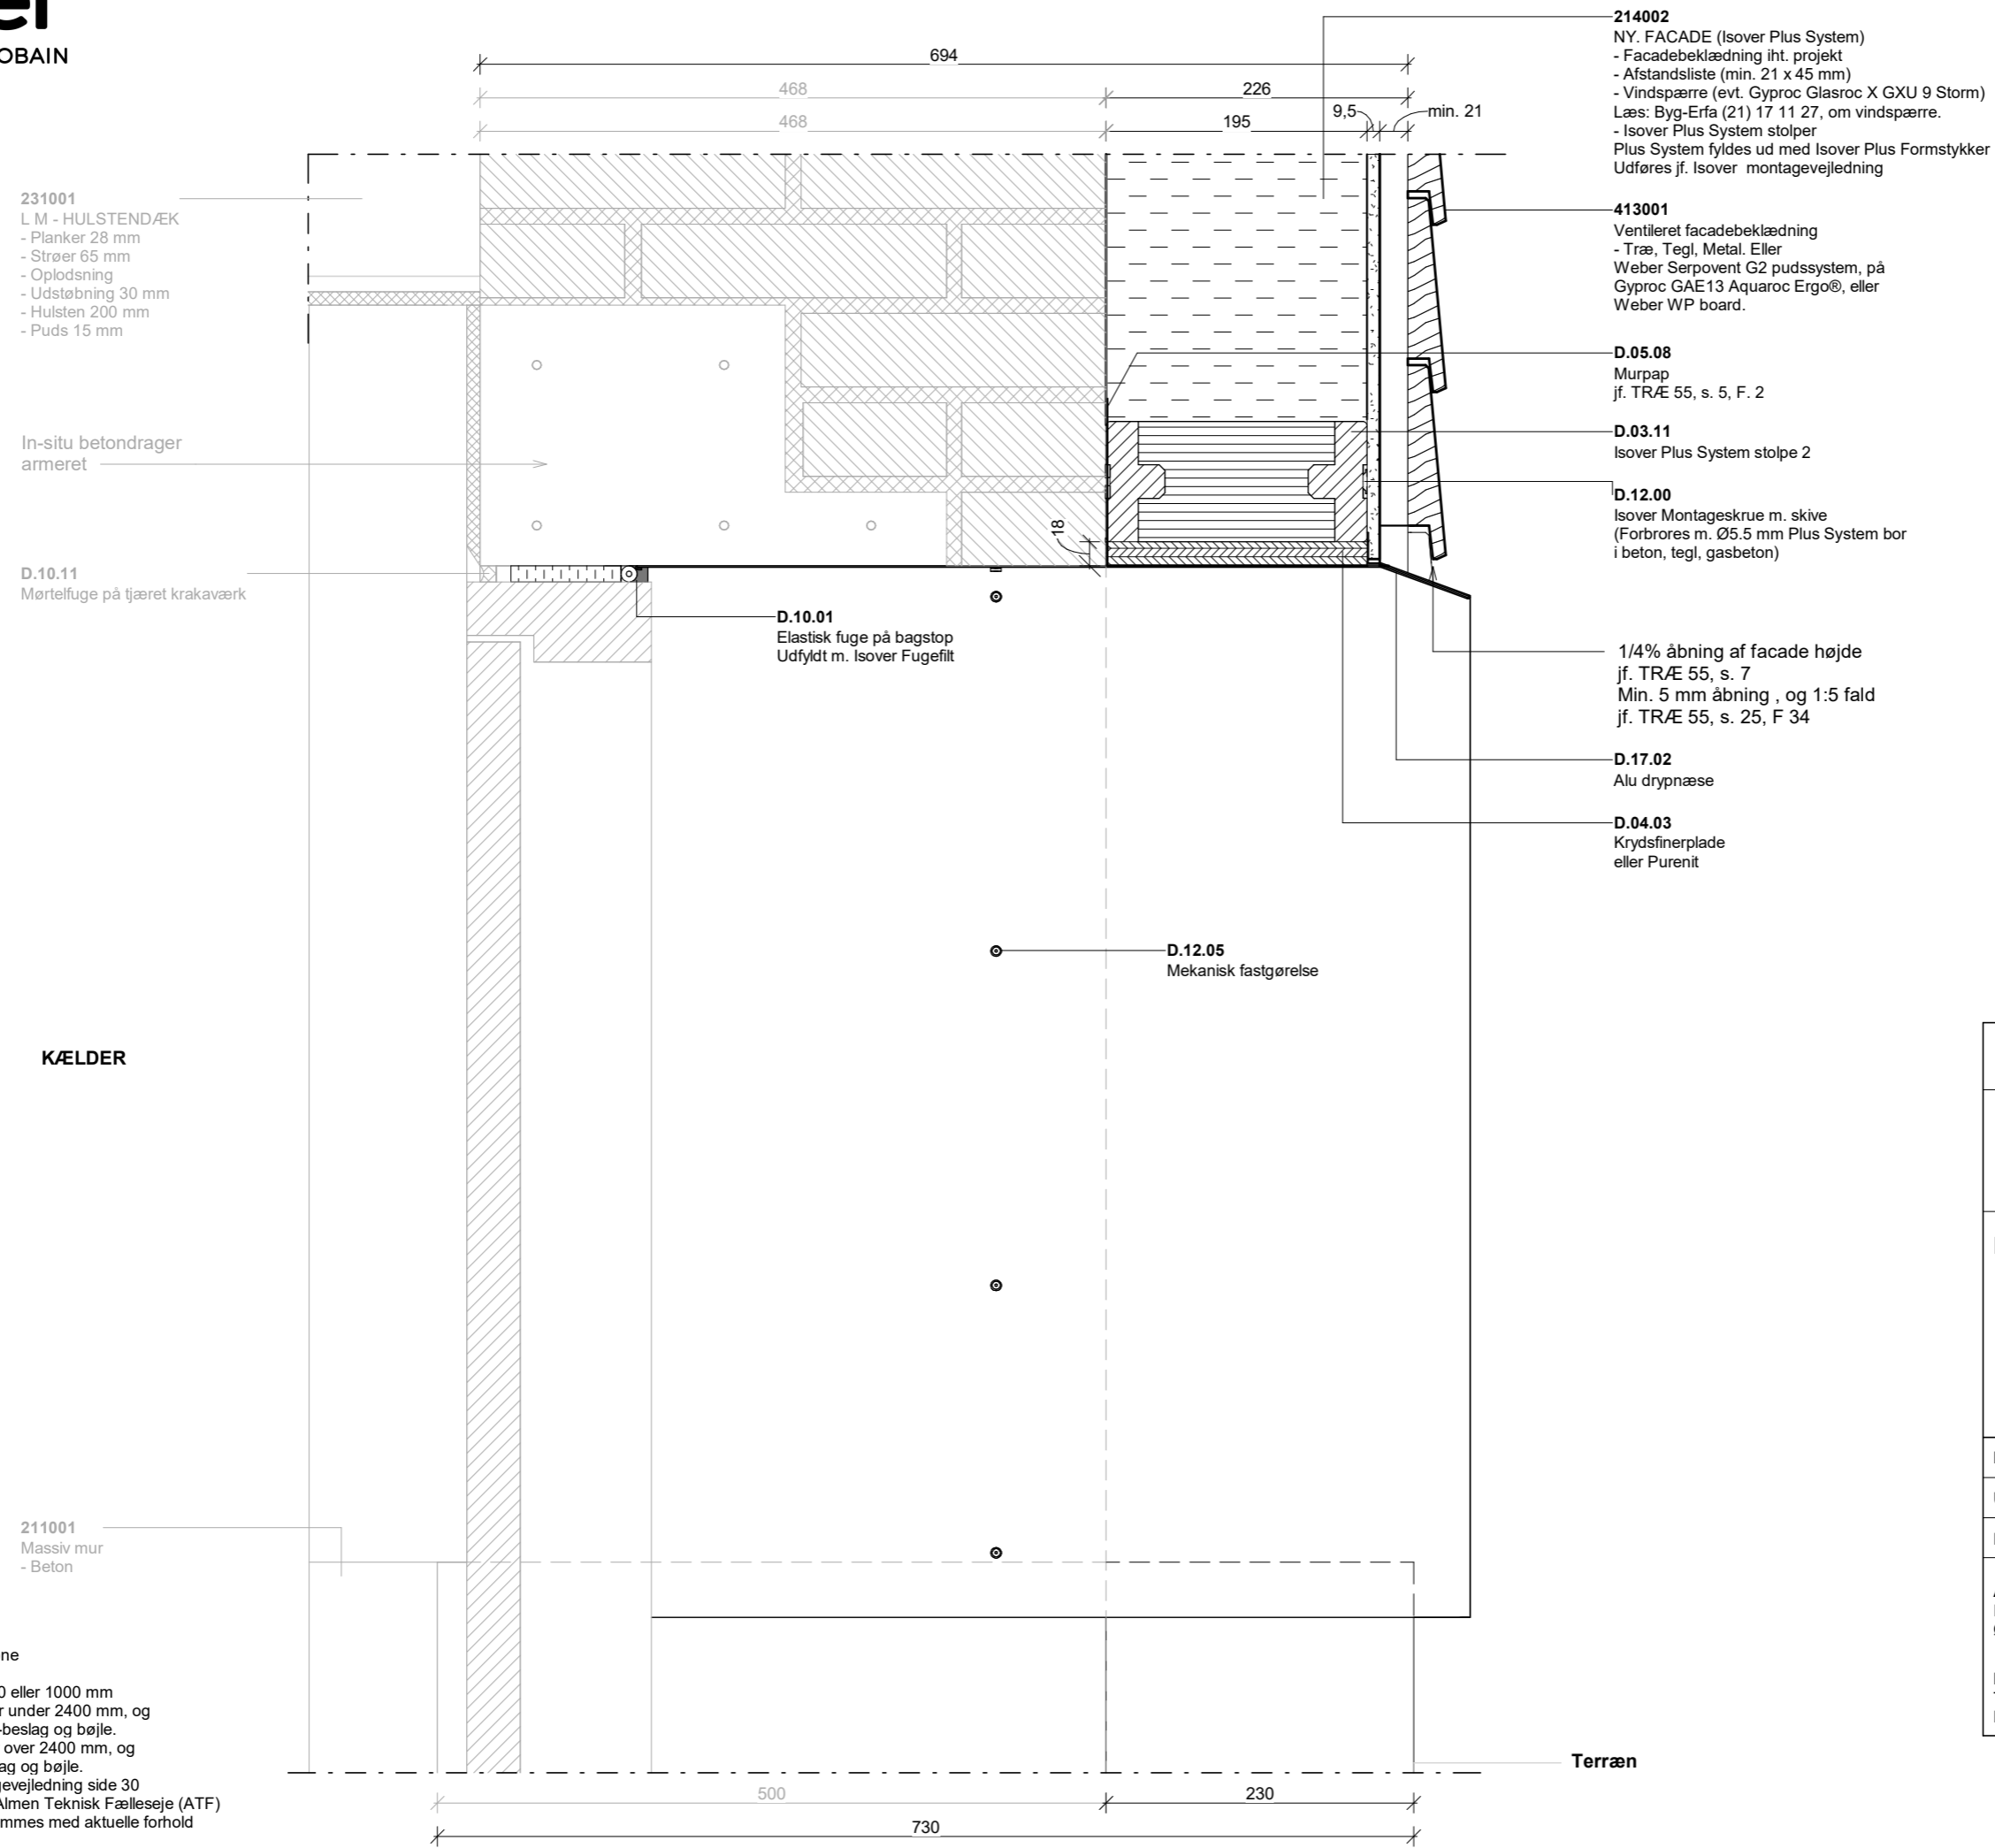 OBAIN
694
468
226
468
195
9,5
min. 21
214002
NY. FACADE (Isover Plus System)
- Facadebeklædning iht. projekt
- Afstandsliste (min. 21 x 45 mm)
- Vindspærre (evt. Gyproc Glasroc X GXU 9 Storm)
Læs: Byg-Erfa (21) 17 11 27, om vindspærre.
- Isover Plus System stolper
Plus System fyldes ud med Isover Plus Formstykker
Udføres jf. Isover montagevejledning
413001
Ventileret facadebeklædning
- Træ, Tegl, Metal. Eller
Weber Serpovent G2 pudssystem, på
Gyproc GAE13 Aquaroc Ergo®, eller
Weber WP board.
D.05.08
Murpap
jf. TRÆ 55, s. 5, F. 2
D.03.11
Isover Plus System stolpe 2
D.12.00
Isover Montageskrue m. skive
(Forbrores m. Ø5.5 mm Plus System bor
i beton, tegl, gasbeton)
1/4% åbning af facade højde
jf. TRÆ 55, s. 7
Min. 5 mm åbning , og 1:5 fald
jf. TRÆ 55, s. 25, F 34
D.17.02
Alu drypnæse
D.04.03
Krydsfinerplade
eller Purenit
231001
L M - HULSTENDÆK
- Planker 28 mm
- Strøer 65 mm
- Oplodsning
- Udstøbning 30 mm
- Hulsten 200 mm
- Puds 15 mm
In-situ betondrager
armeret
D.10.11
Mørtelfuge på tjæret krakaværk
18
D.10.01
Elastisk fuge på bagstop
Udfyldt m. Isover Fugefilt
D.12.05
Mekanisk fastgørelse
KÆLDER
211001
Massiv mur
- Beton
ne
0 eller 1000 mm
r under 2400 mm, og
-beslag og bøjle.
over 2400 mm, og
ag og bøjle.
gevejledning side 30
Almen Teknisk Fælleseje (ATF)
mmes med aktuelle forhold
Terræn
500
230
730